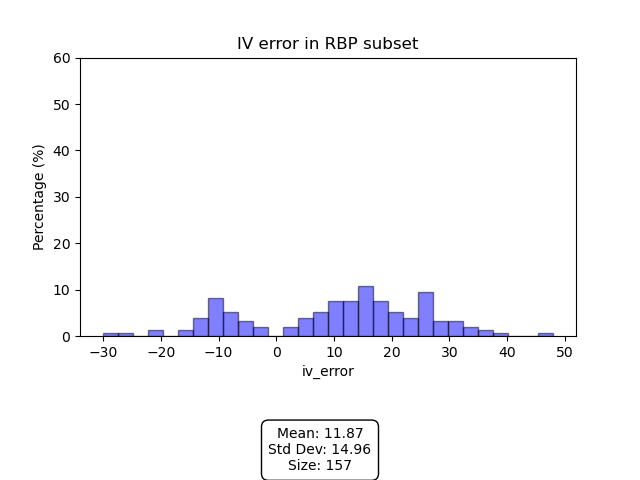 IV error in RBP subset
60
50
40
30
20
10
0
Percentage (%)
−30 −20 −10 0 10 20 30 40 50
iv_error
Mean: 11.87
Std Dev: 14.96
Size: 157